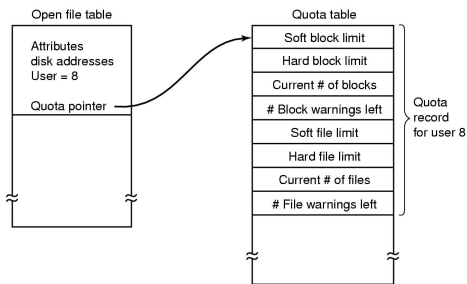 Open file table
Quota table
Attributes
disk addresses
User = 8
Quota pointer
Soft block limit
Hard block limit
Current # of blocks
# Block warnings left
Soft file limit
Hard file limit
Current # of files
# File warnings left
Quota
record
for user 8